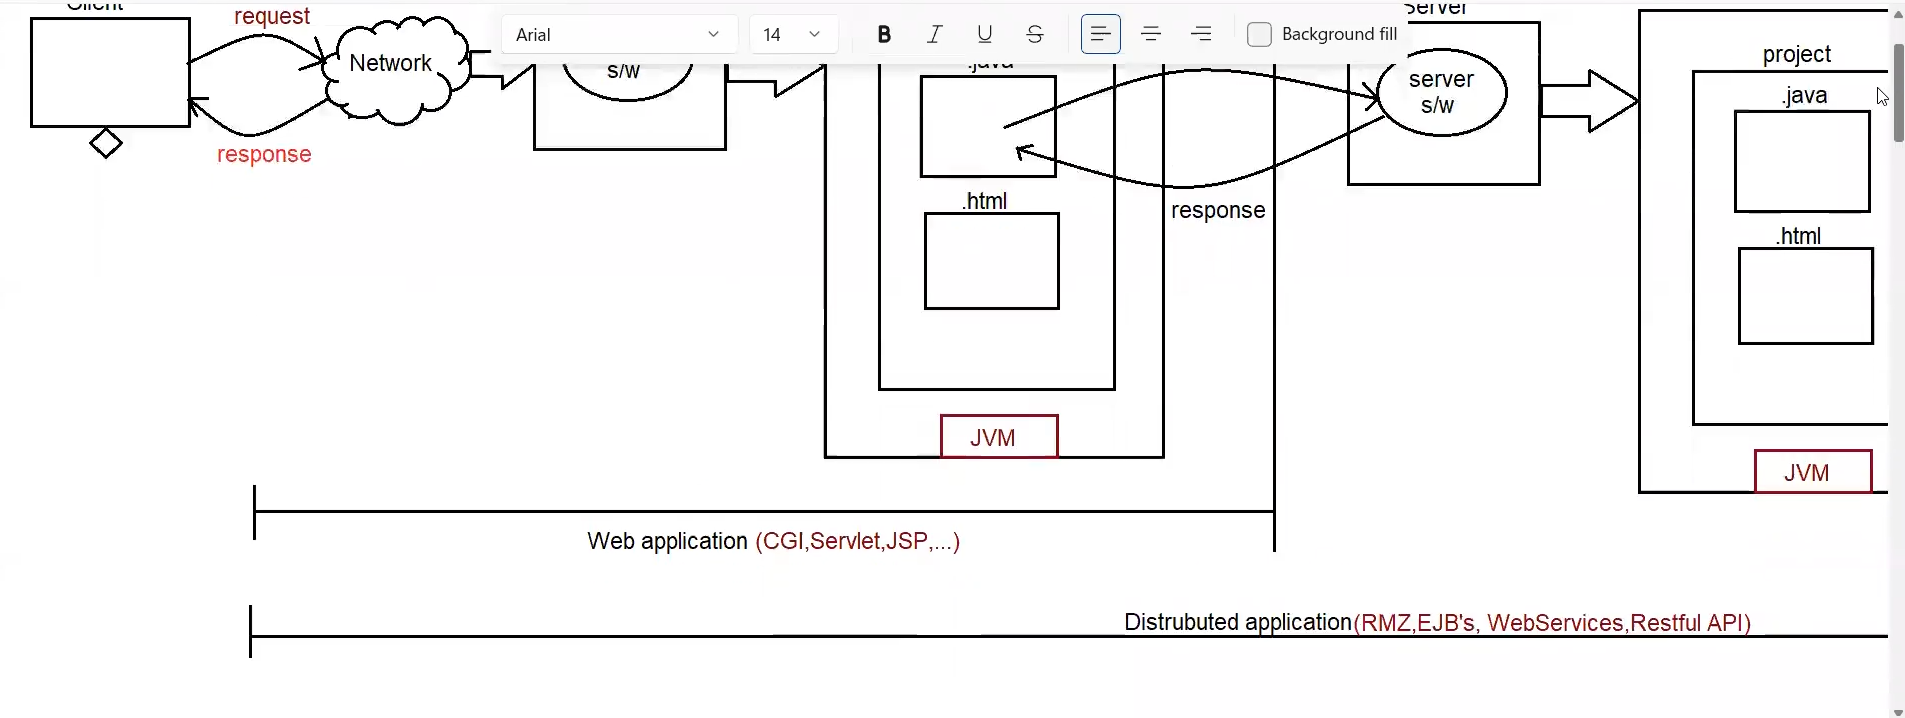 Client
request
Network
response
s/w
Arial
14
B
I
U
S
Background fill
.java
.html
response
JVM
Server
server
s/w
project
.java
.html
JVM
Web application (CGI,Servlet,JSP,...)
Distrubuted application(RMZ,EJB's, WebServices,Restful API)